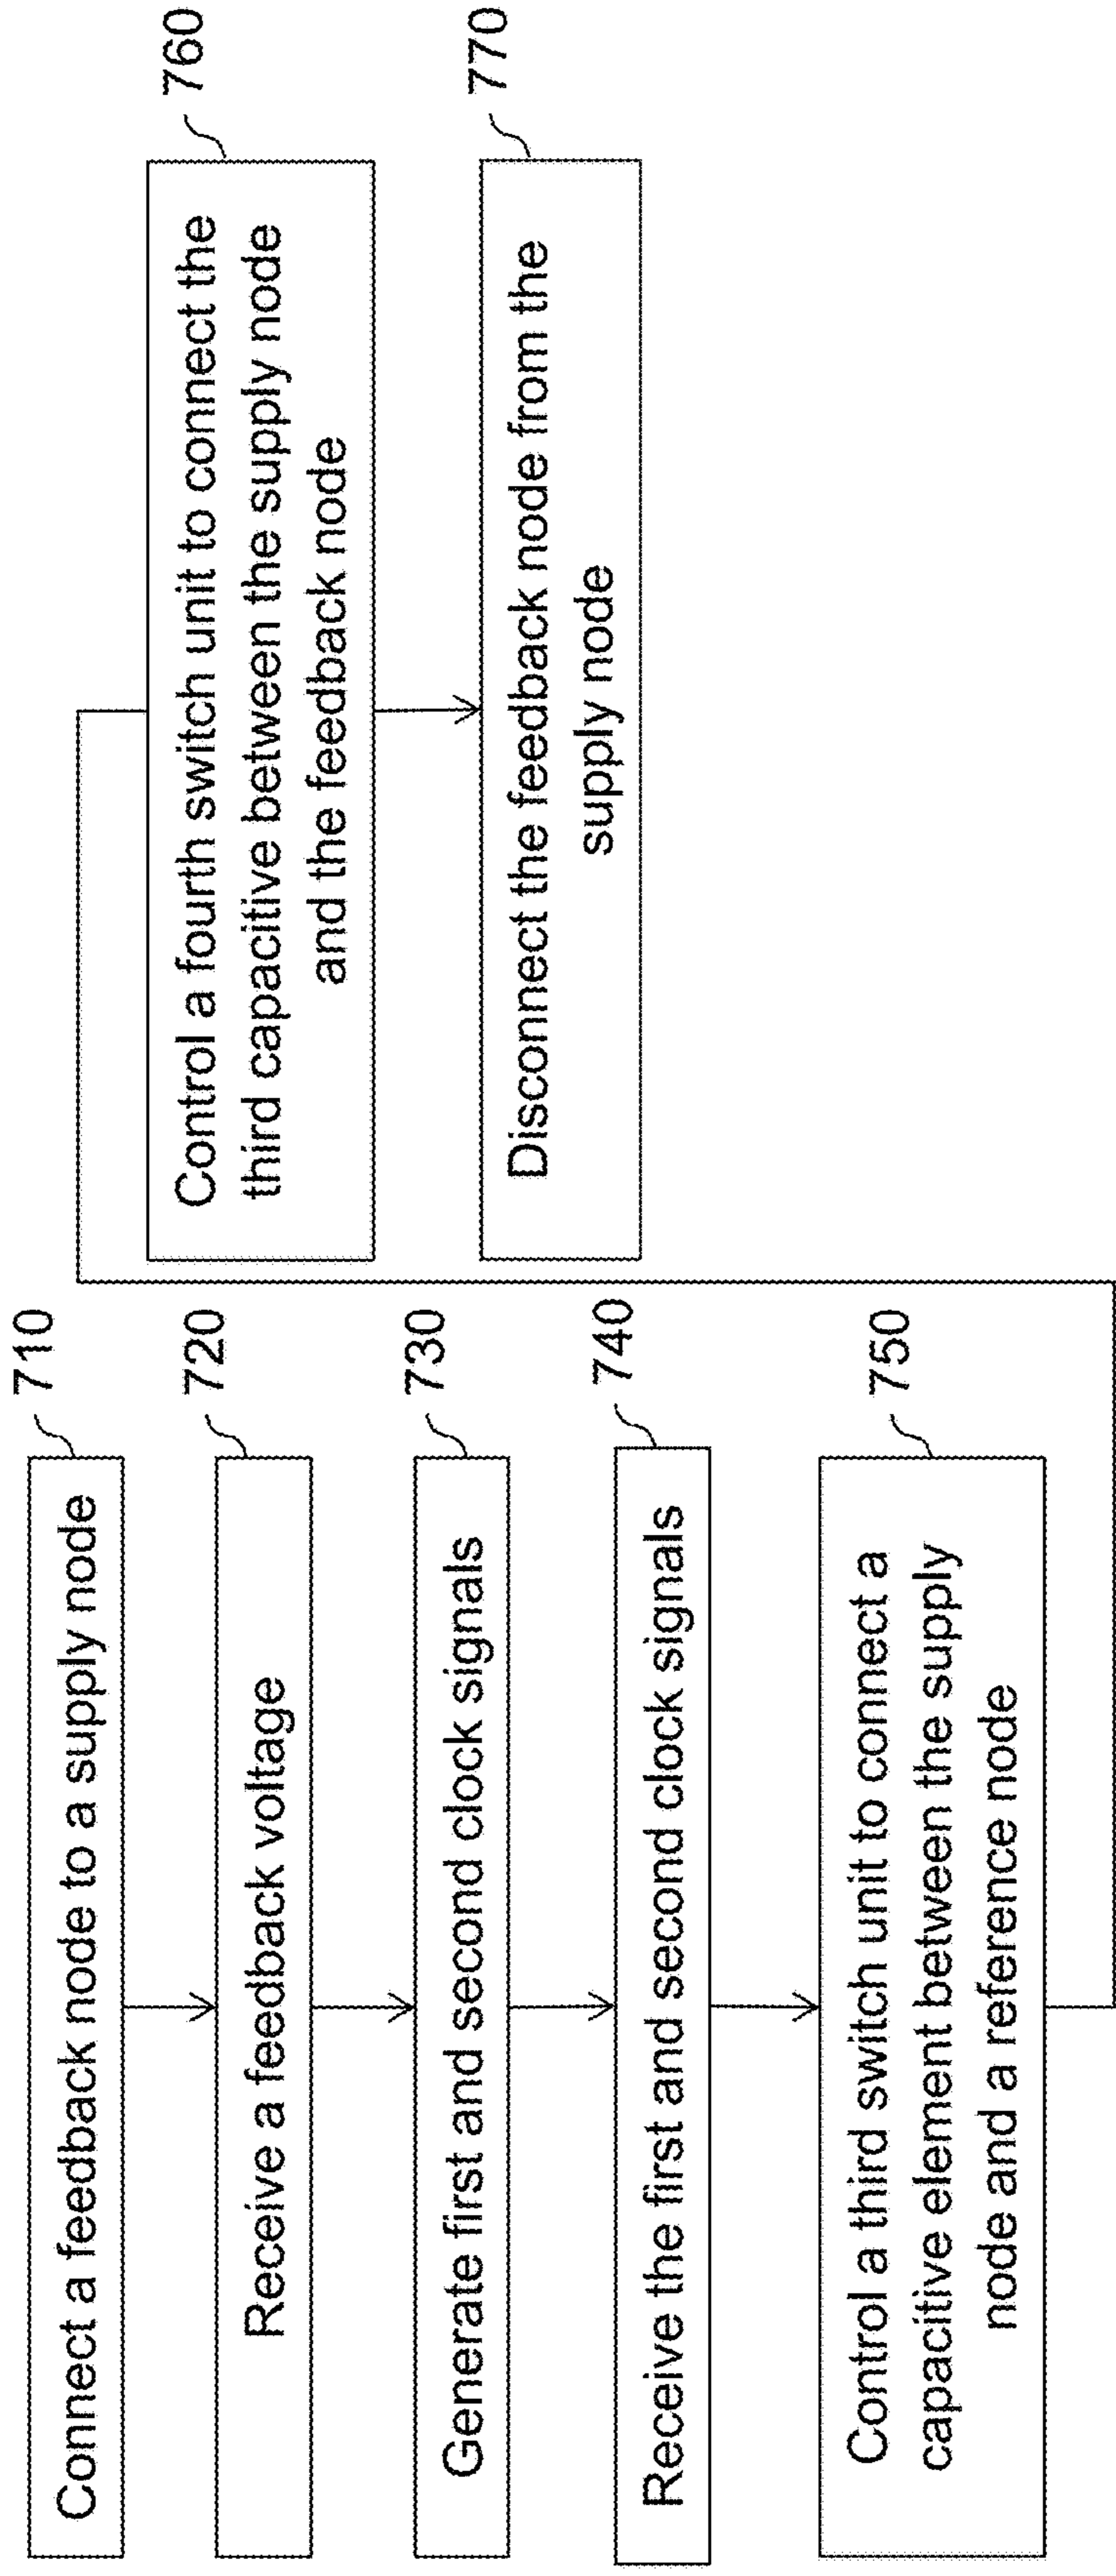 710
Connect a feedback node to a supply node
720
Receive a feedback voltage
730
Generate first and second clock signals
740
Receive the first and second clock signals
750
Control a third switch unit to connect a
capacitive element between the supply
node and a reference node
760
Control a fourth switch unit to connect the
third capacitive between the supply node
and the feedback node
770
Disconnect the feedback node from the
supply node